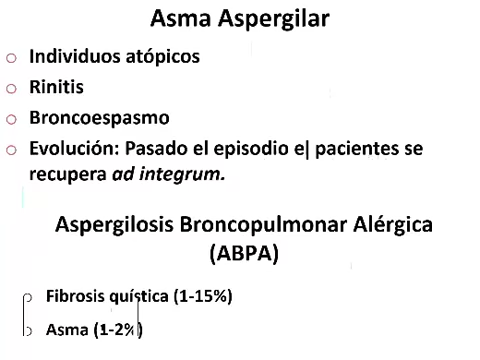 Asma Aspergilar
Individuos atópicos
Rinitis
Broncoespasmo
Evolución: Pasado el episodio el pacientes se
recupera ad integrum.
Aspergilosis Broncopulmonar Alérgica
(ABPA)
Fibrosis quística (1-15%)
Asma (1-2%)